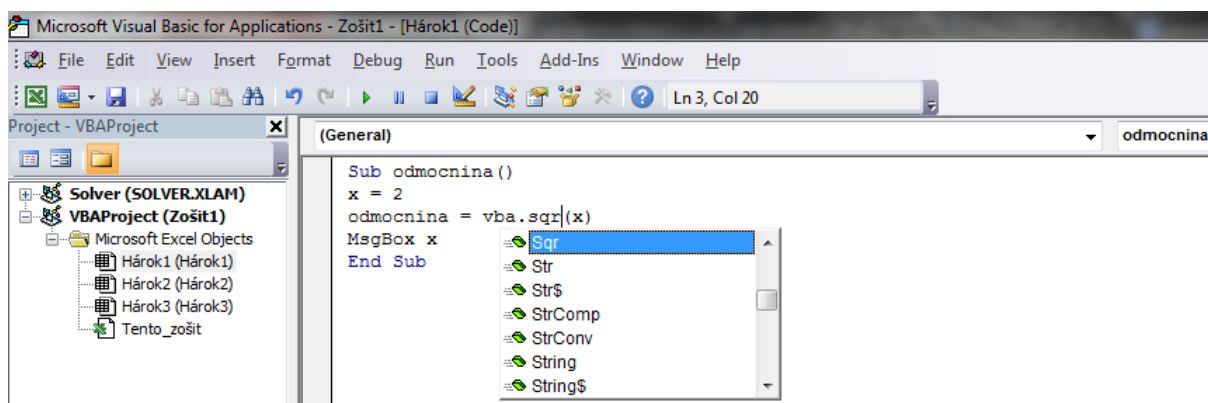 Microsoft Visual Basic for Applications - Zošit1 - [Hárok1 (Code)]
File Edit View Insert Format Debug Run Tools Add-Ins Window Help
Ln 3, Col 20
Project - VBAProject
Solver (SOLVER.XLAM)
VBAProject (Zošit1)
Microsoft Excel Objects
Hárok1 (Hárok1)
Hárok2 (Hárok2)
Hárok3 (Hárok3)
Tento_zošit
(General)
odmocnina
Sub odmocnina()
x = 2
odmocnina = vba.sqr(x)
MsgBox x
End Sub
Sqr
Str
Str$
StrComp
StrConv
String
String$